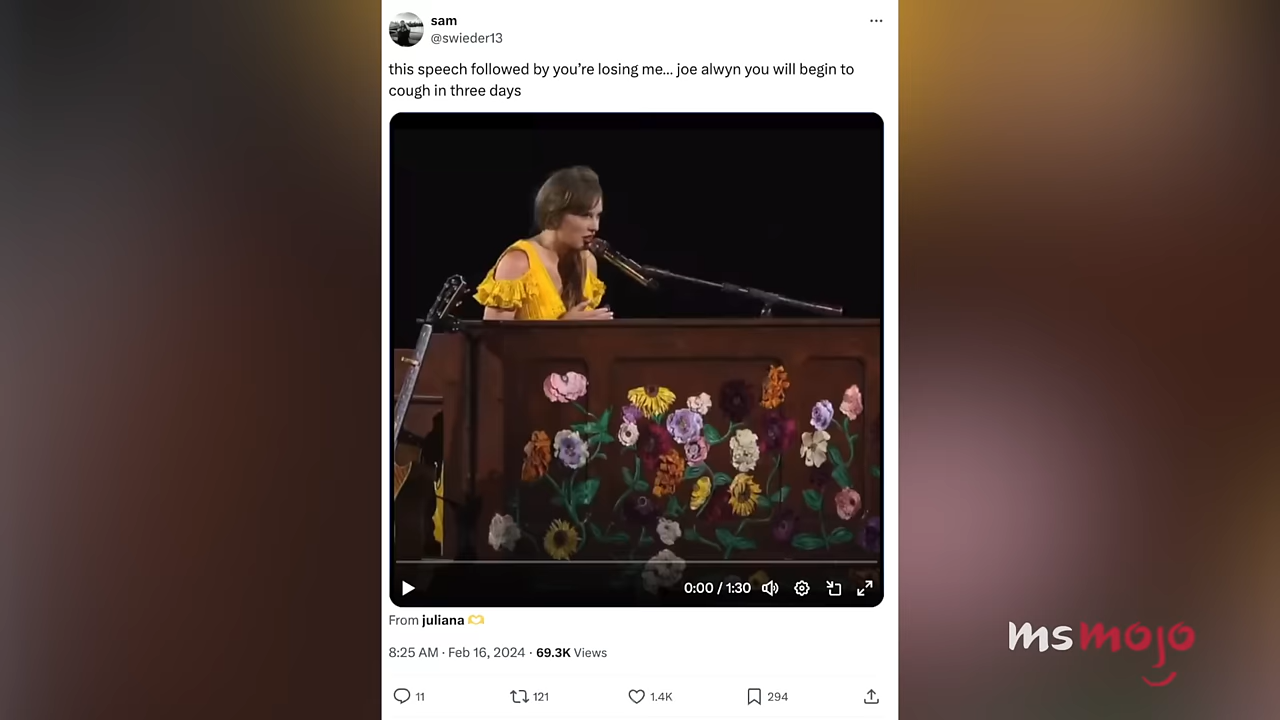 sam
@swieder13
this speech followed by you’re losing me... joe alwyn you will begin to
cough in three days
0:00 / 1:30
From juliana 🫶
8:25 AM · Feb 16, 2024 · 69.3K Views
11 121 1.4K 294
msmojo